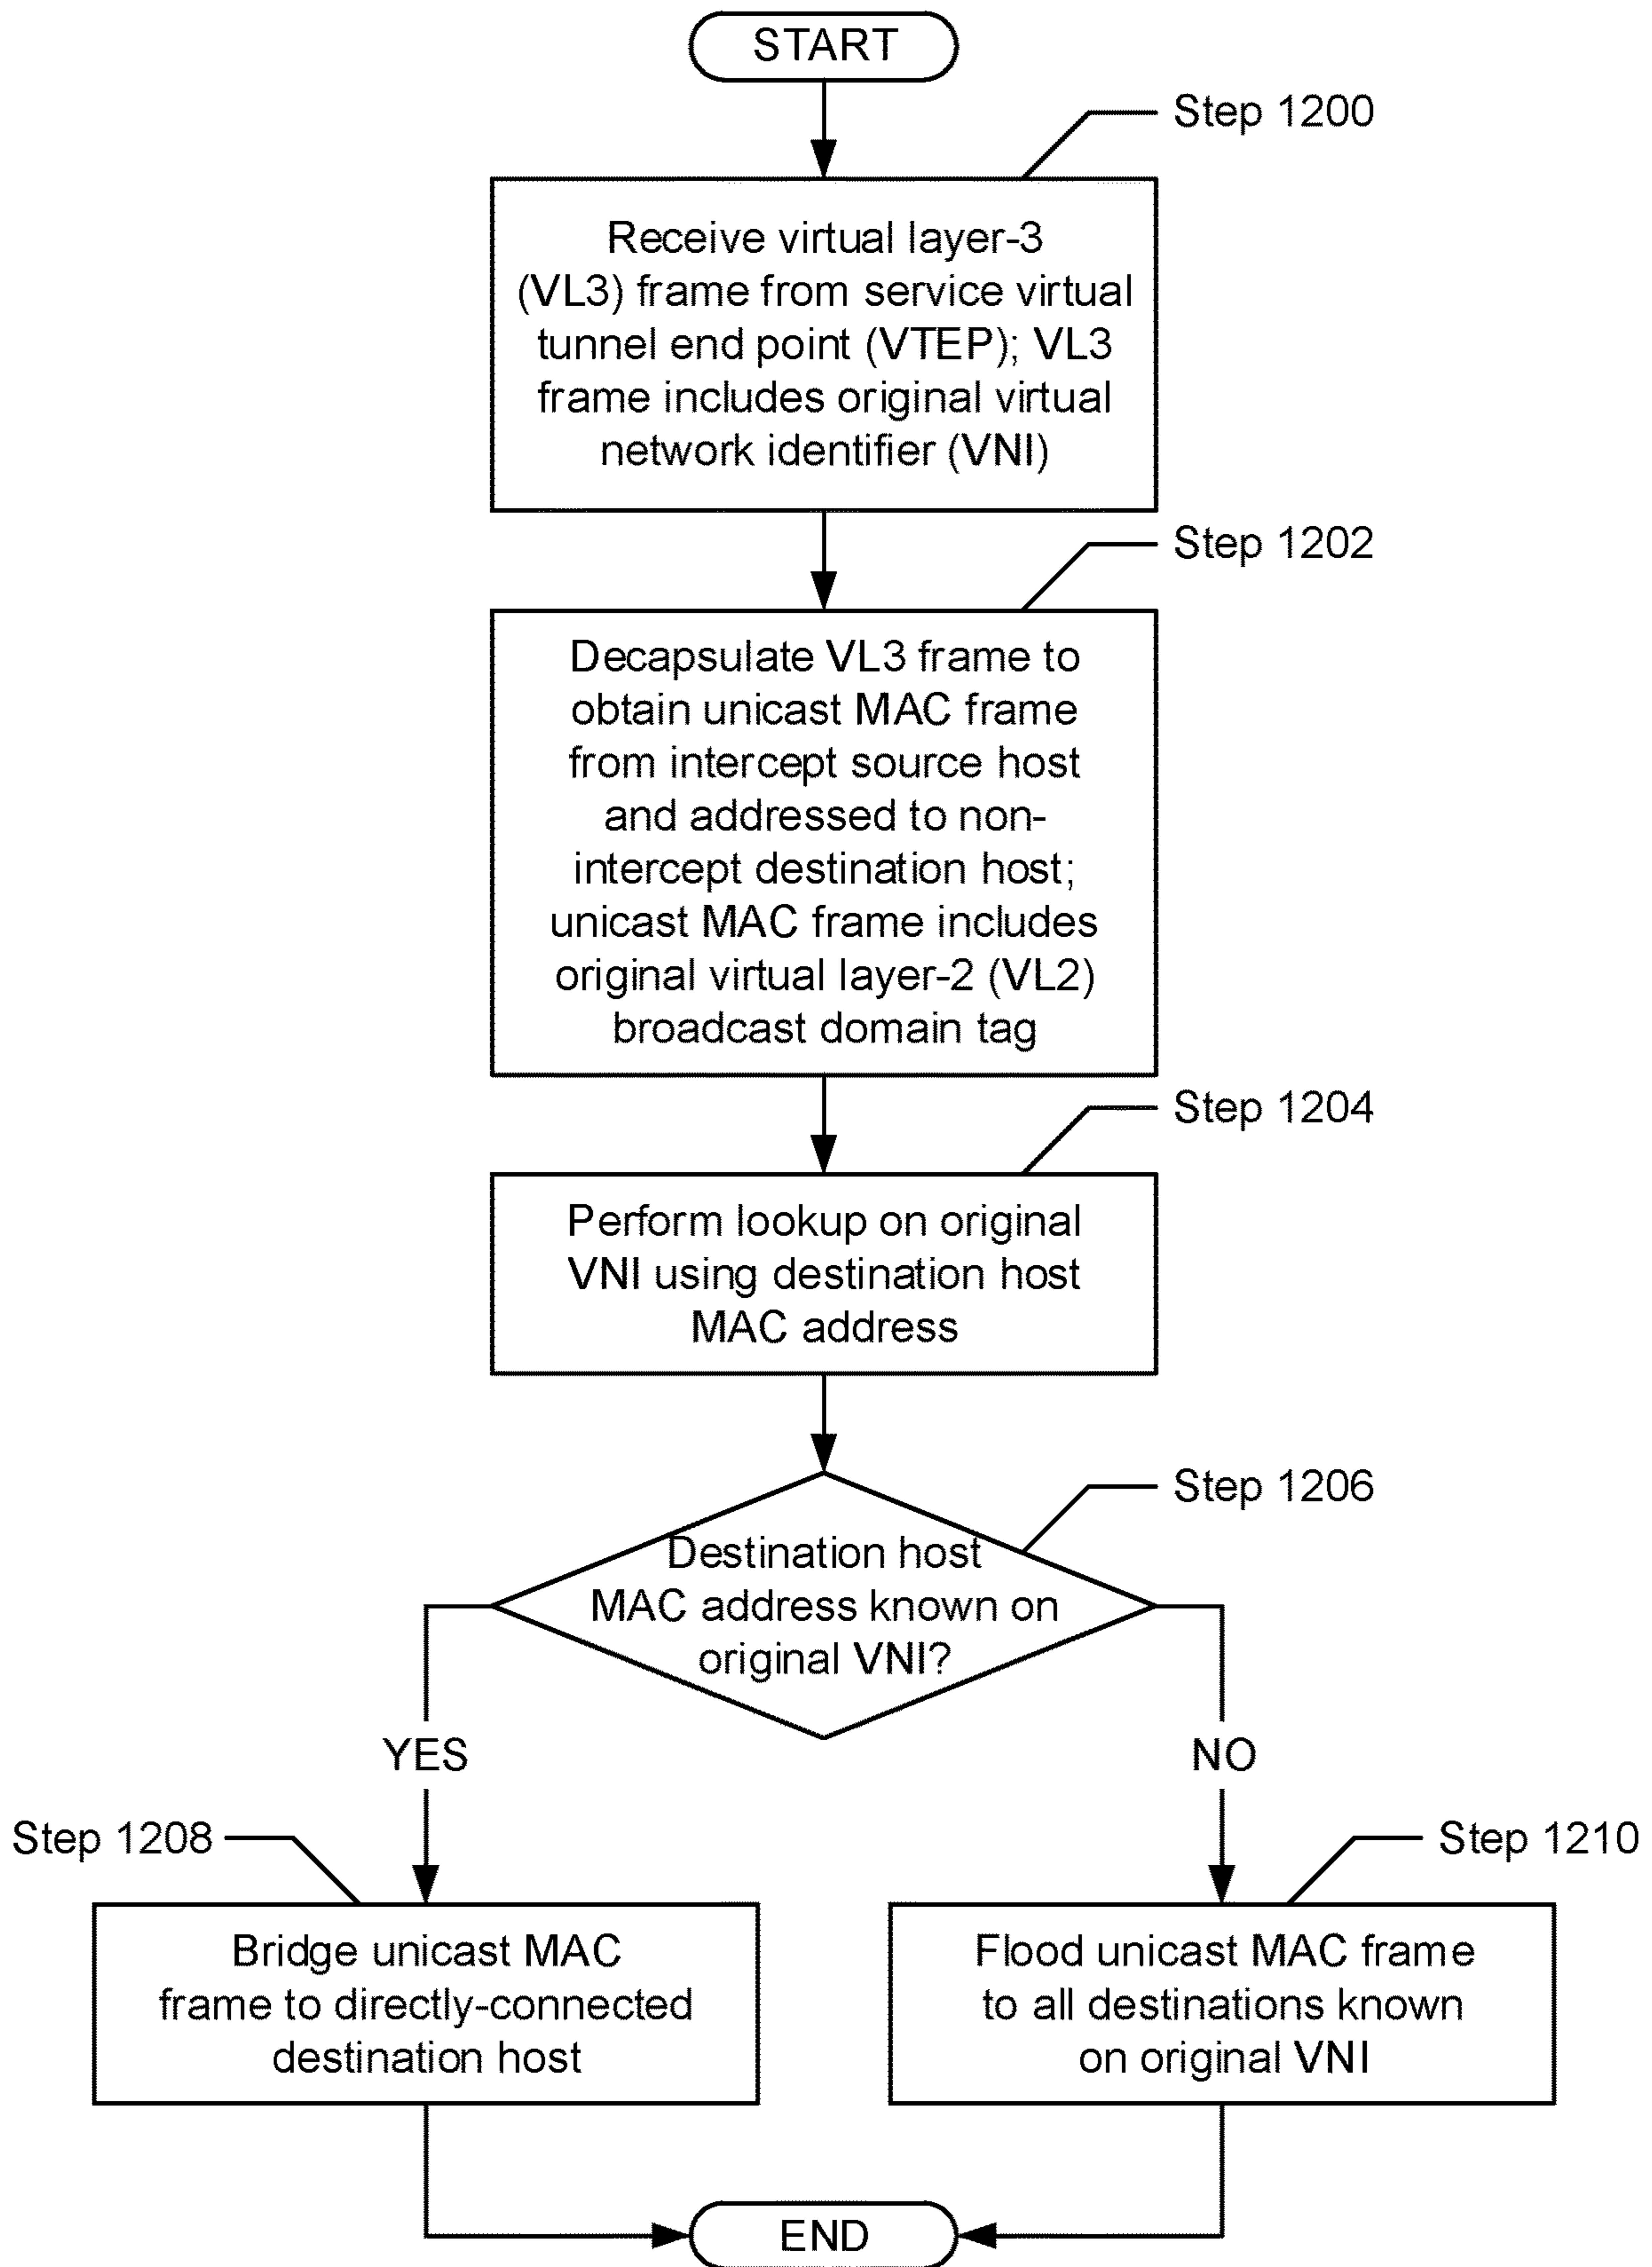 START
Step 1200
Receive virtual layer-3
(VL3) frame from service virtual
tunnel end point (VTEP); VL3
frame includes original virtual
network identifier (VNI)
Step 1202
Decapsulate VL3 frame to
obtain unicast MAC frame
from intercept source host
and addressed to non-
intercept destination host;
unicast MAC frame includes
original virtual layer-2 (VL2)
broadcast domain tag
Step 1204
Perform lookup on original
VNI using destination host
MAC address
Step 1206
Destination host
MAC address known on
original VNI?
YES
NO
Step 1208
Step 1210
Bridge unicast MAC
frame to directly-connected
destination host
Flood unicast MAC frame
to all destinations known
on original VNI
END